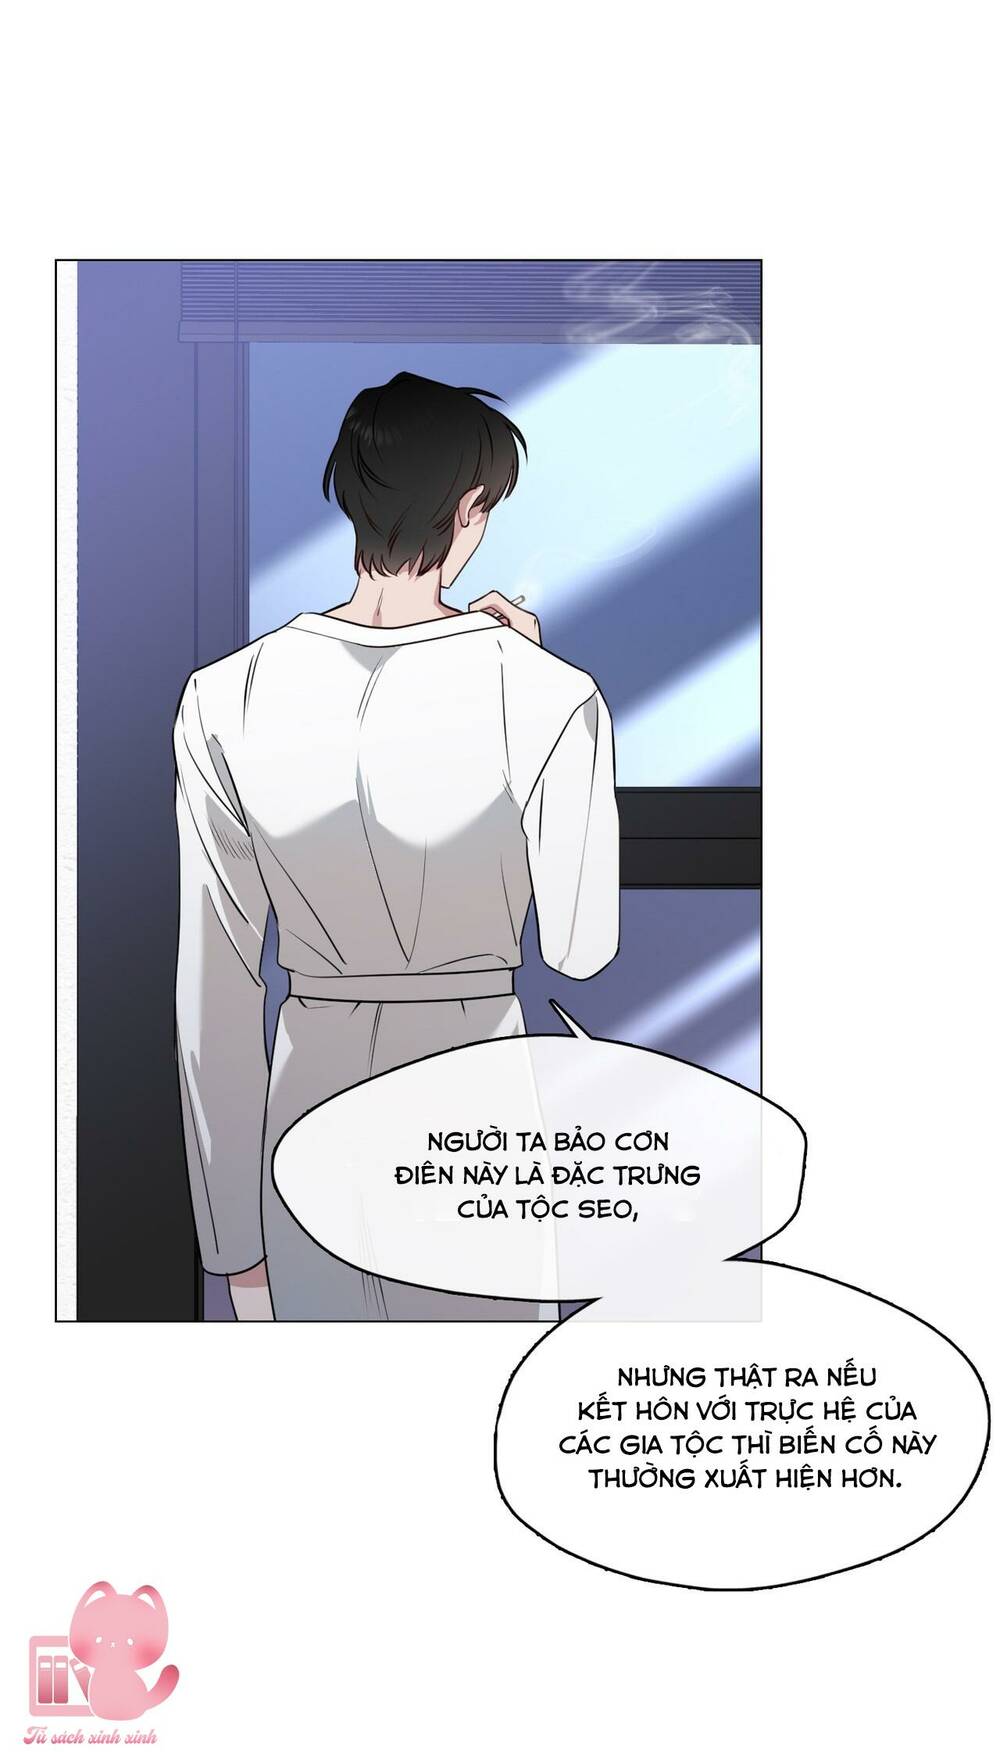 NGƯỜI TA BẢO CƠN
ĐIÊN NÀY LÀ ĐẶC TRƯNG
CỦA TỘC SEO,
NHƯNG THẬT RA NẾU
KẾT HÔN VỚI TRỰC HỆ CỦA
CÁC GIA TỘC THÌ BIẾN CỐ NÀY
THƯỜNG XUẤT HIỆN HƠN.
Tủ sách xinh xinh